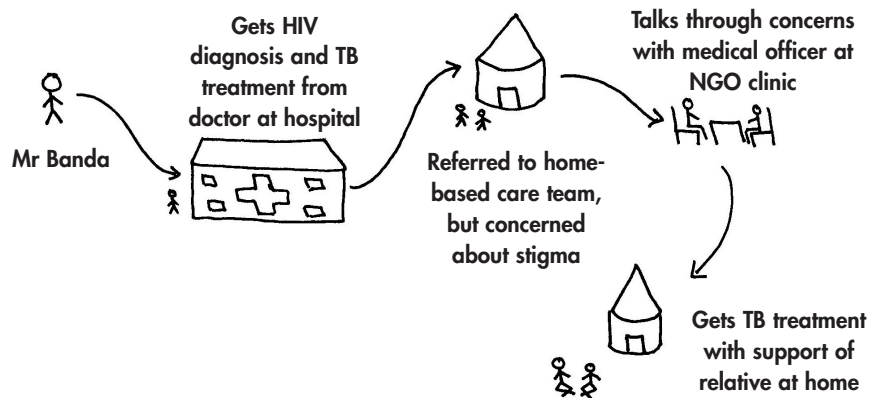 Mr Banda
Gets HIV
diagnosis and TB
treatment from
doctor at hospital
Referred to home-
based care team,
but concerned
about stigma
Talks through concerns
with medical officer at
NGO clinic
Gets TB treatment
with support of
relative at home